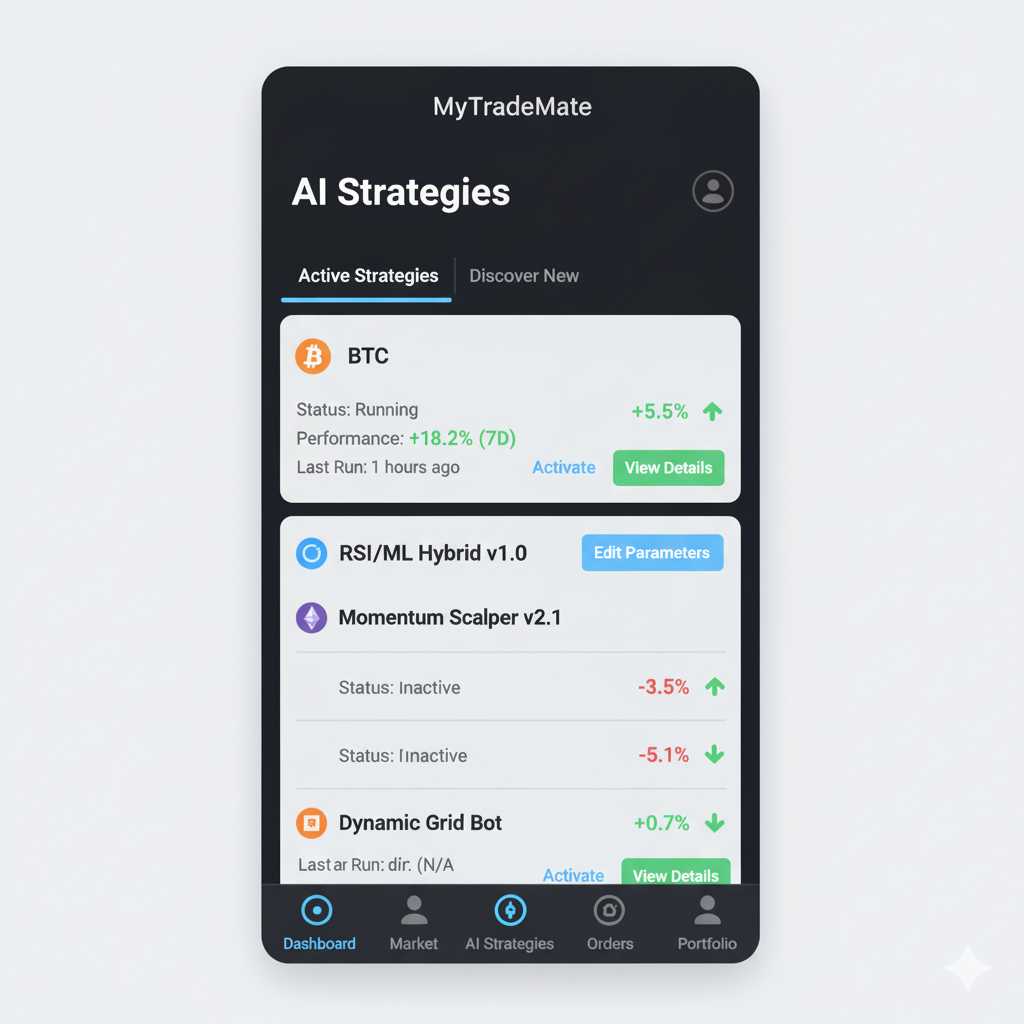 MyTradeMate
AI Strategies
Active Strategies
Discover New
BTC
Status: Running
+5.5%
Performance: +18.2% (7D)
Last Run: 1 hours ago
Activate
View Details
RSI/ML Hybrid v1.0
Edit Parameters
Momentum Scalper v2.1
Status: Inactive
-3.5%
Status: Inactive
-5.1%
Dynamic Grid Bot
+0.7%
Lastar Run: dir. (N/A
Activate
View Details
Dashboard
Market
AI Strategies
Orders
Portfolio